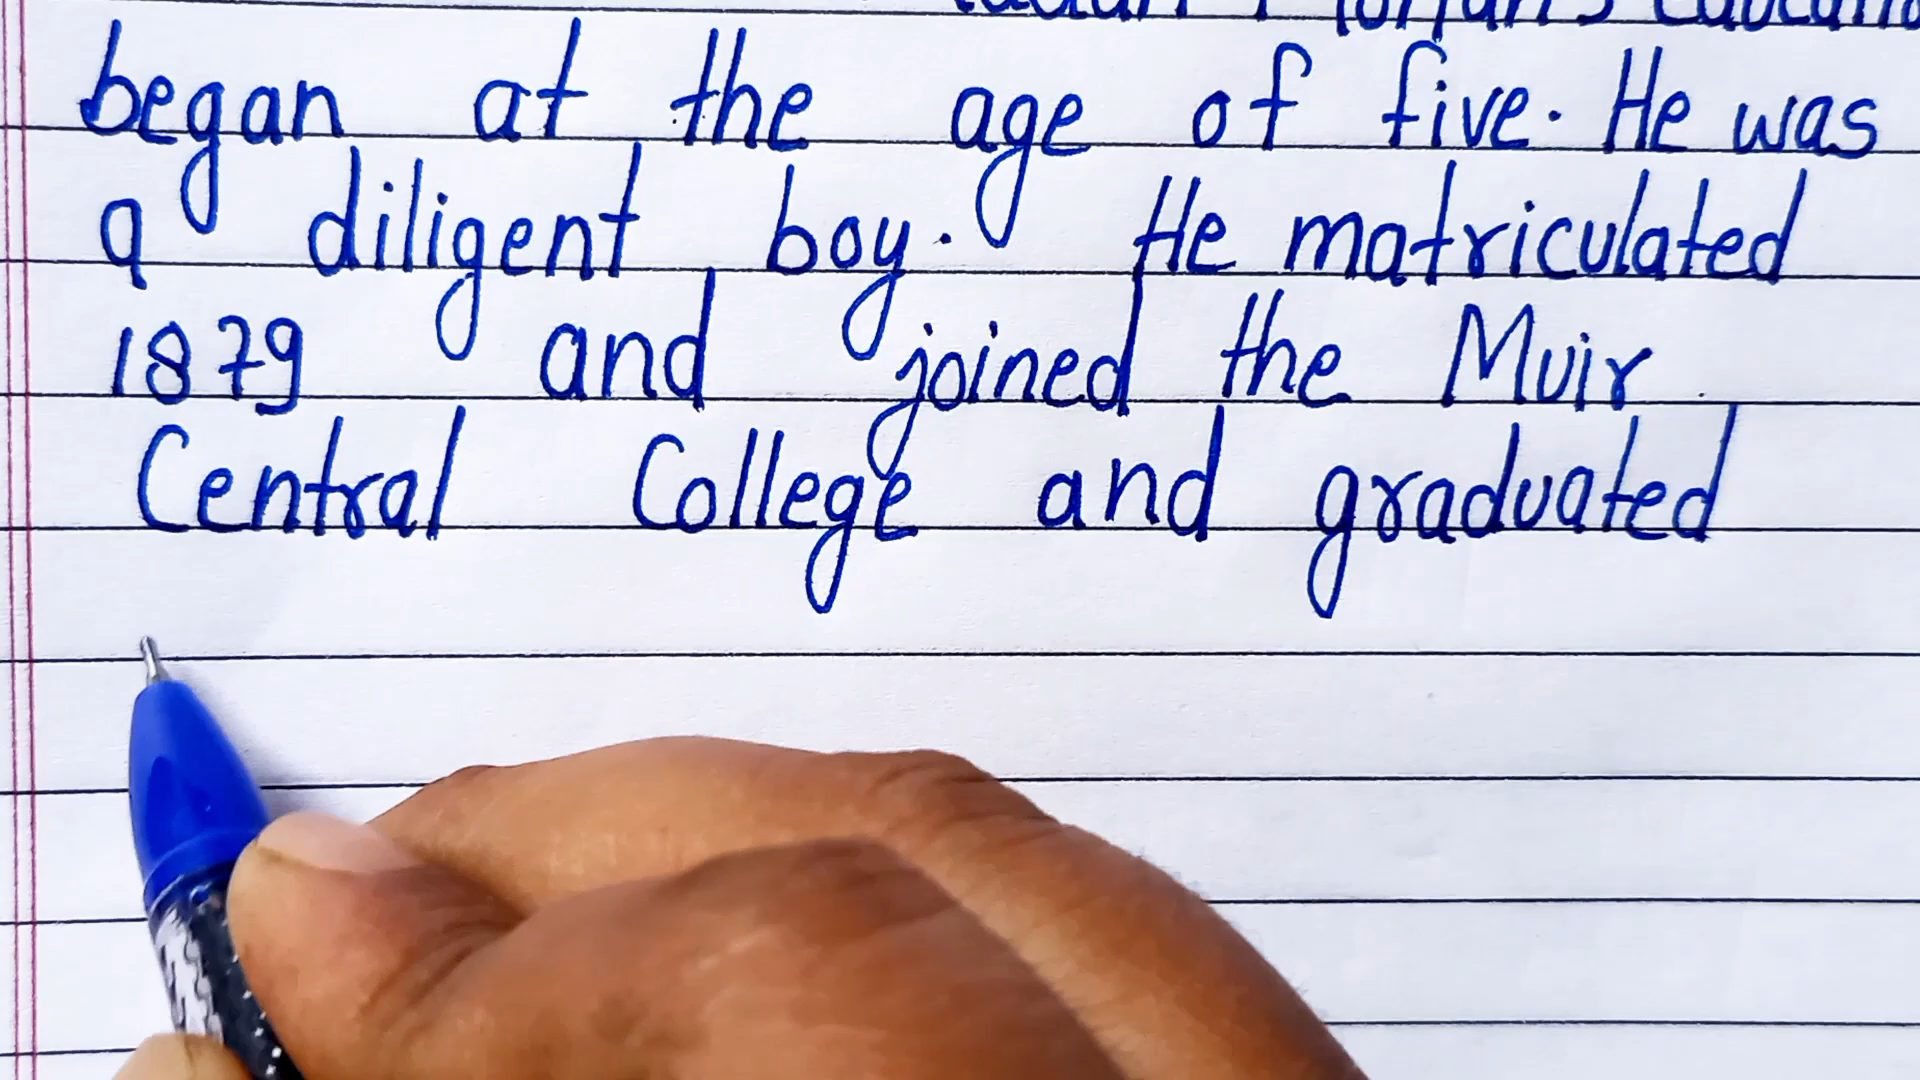 began at the age of five. He was
a diligent boy. He matriculated
1879 and joined the Muir
Central College and graduated